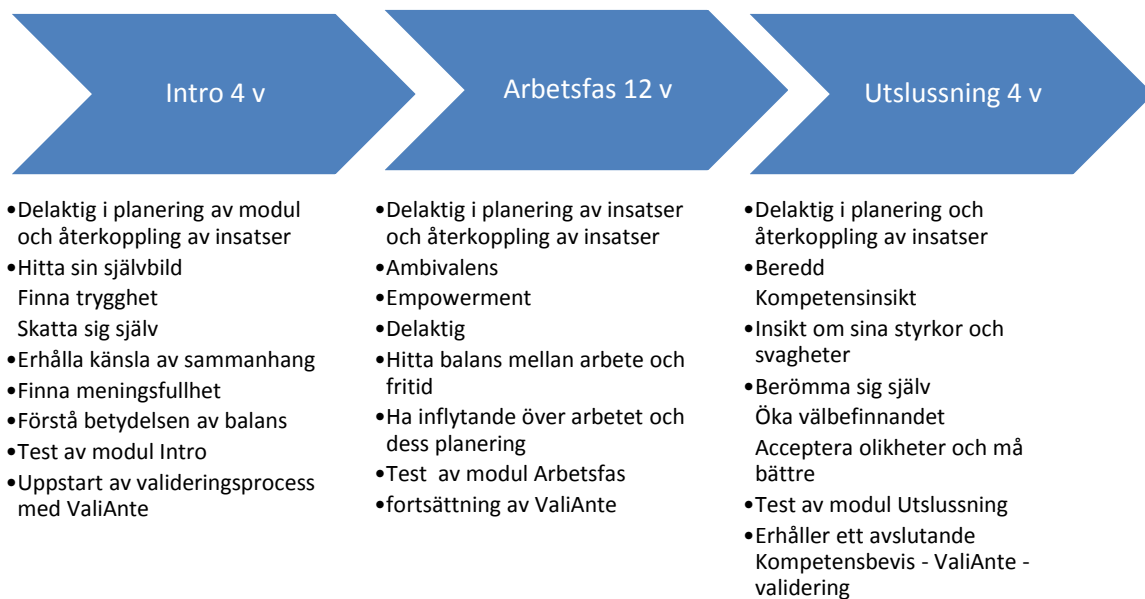 Intro 4 v
Arbetsfas 12 v
Utslussning 4 v
•Delaktig i planering av modul
och återkoppling av insatser
•Hitta sin självbild
Finna trygghet
Skatta sig själv
•Erhålla känsla av sammanhang
•Finna meningsfullhet
•Förstå betydelsen av balans
•Test av modul Intro
•Uppstart av valideringsprocess
med ValiAnte
•Delaktig i planering av insatser
och återkoppling av insatser
•Ambivalens
•Empowerment
•Delaktig
•Hitta balans mellan arbete och
fritid
•Ha inflytande över arbetet och
dess planering
•Test av modul Arbetsfas
•fortsättning av ValiAnte
•Delaktig i planering och
återkoppling av insatser
•Beredd
Kompetensinsikt
•Insikt om sina styrkor och
svagheter
•Berömma sig själv
Öka välbefinnandet
Acceptera olikheter och må
bättre
•Test av modul Utslussning
•Erhåller ett avslutande
Kompetensbevis - ValiAnte -
validering